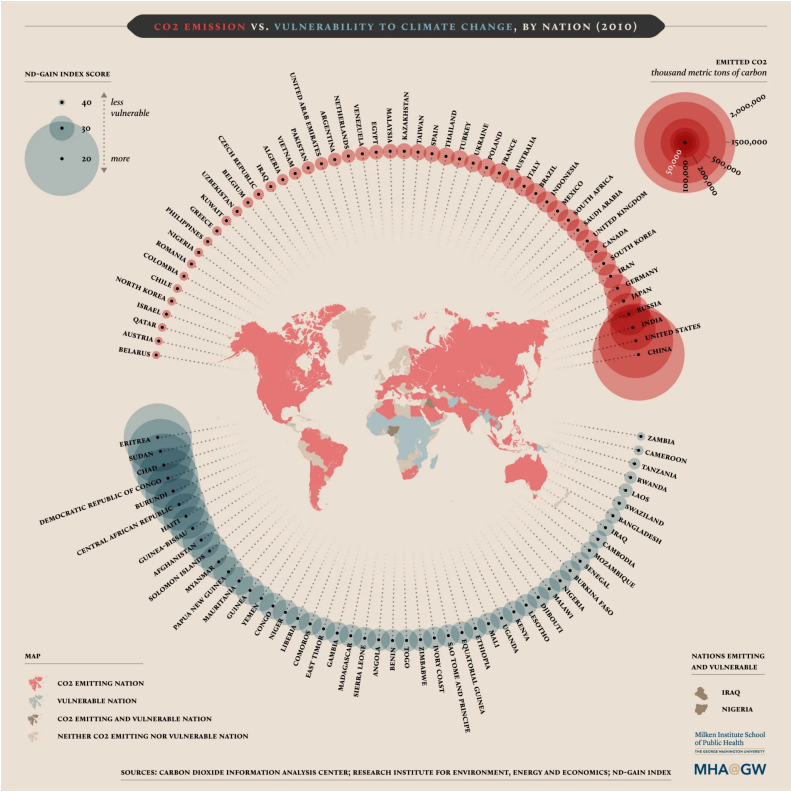 CO2 EMISSION VS. VULNERABILITY TO CLIMATE CHANGE, BY NATION (2010)
ND-GAIN INDEX SCORE
40
30
20
less
vulnerable
more
EMITTED CO2
thousand metric tons of carbon
2,000,000
1500,000
500,000
200,000
100,000
50,000
BELARUS
AUSTRIA
QATAR
ISRAEL
NORTH KOREA
CHILE
COLOMBIA
ROMANIA
NIGERIA
PHILIPPINES
GREECE
KUWAIT
UZBEKISTAN
BELGIUM
CZECH REPUBLIC
IRAQ
ALGERIA
VIETNAM
PAKISTAN
UNITED ARAB EMIRATES
ARGENTINA
NETHERLANDS
VENEZUELA
EGYPT
MALAYSIA
KAZAKHSTAN
TAIWAN
SPAIN
THAILAND
TURKEY
UKRAINE
POLAND
FRANCE
AUSTRALIA
ITALY
BRAZIL
INDONESIA
MEXICO
SOUTH AFRICA
SAUDI ARABIA
UNITED KINGDOM
CANADA
SOUTH KOREA
IRAN
GERMANY
JAPAN
RUSSIA
INDIA
UNITED STATES
CHINA
ERITREA
SUDAN
CHAD
DEMOCRATIC REPUBLIC OF CONGO
BURUNDI
CENTRAL AFRICAN REPUBLIC
HAITI
GUINEA-BISSAU
AFGHANISTAN
SOLOMON ISLANDS
MYANMAR
PAPUA NEW GUINEA
MAURITANIA
GUINEA
YEMEN
CONGO
NIGER
LIBERIA
COMOROS
EAST TIMOR
GAMBIA
MADAGASCAR
SIERRA LEONE
ANGOLA
BENIN
TOGO
ZIMBABWE
IVORY COAST
SAO TOME AND PRINCIPE
EQUATORIAL GUINEA
ETHIOPIA
MALI
UGANDA
KENYA
LESOTHO
DJIBOUTI
MALAWI
NIGERIA
BURKINA FASO
SENEGAL
MOZAMBIQUE
CAMBODIA
IRAQ
BANGLADESH
SWAZILAND
LAOS
RWANDA
TANZANIA
CAMEROON
ZAMBIA
MAP
CO2 EMITTING NATION
VULNERABLE NATION
CO2 EMITTING AND VULNERABLE NATION
NEITHER CO2 EMITTING NOR VULNERABLE NATION
NATIONS EMITTING
AND VULNERABLE
IRAQ
NIGERIA
Milken Institute School
of Public Health
THE GEORGE WASHINGTON UNIVERSITY
MHA@GW
SOURCES: CARBON DIOXIDE INFORMATION ANALYSIS CENTER; RESEARCH INSTITUTE FOR ENVIRONMENT, ENERGY AND ECONOMICS; ND-GAIN INDEX